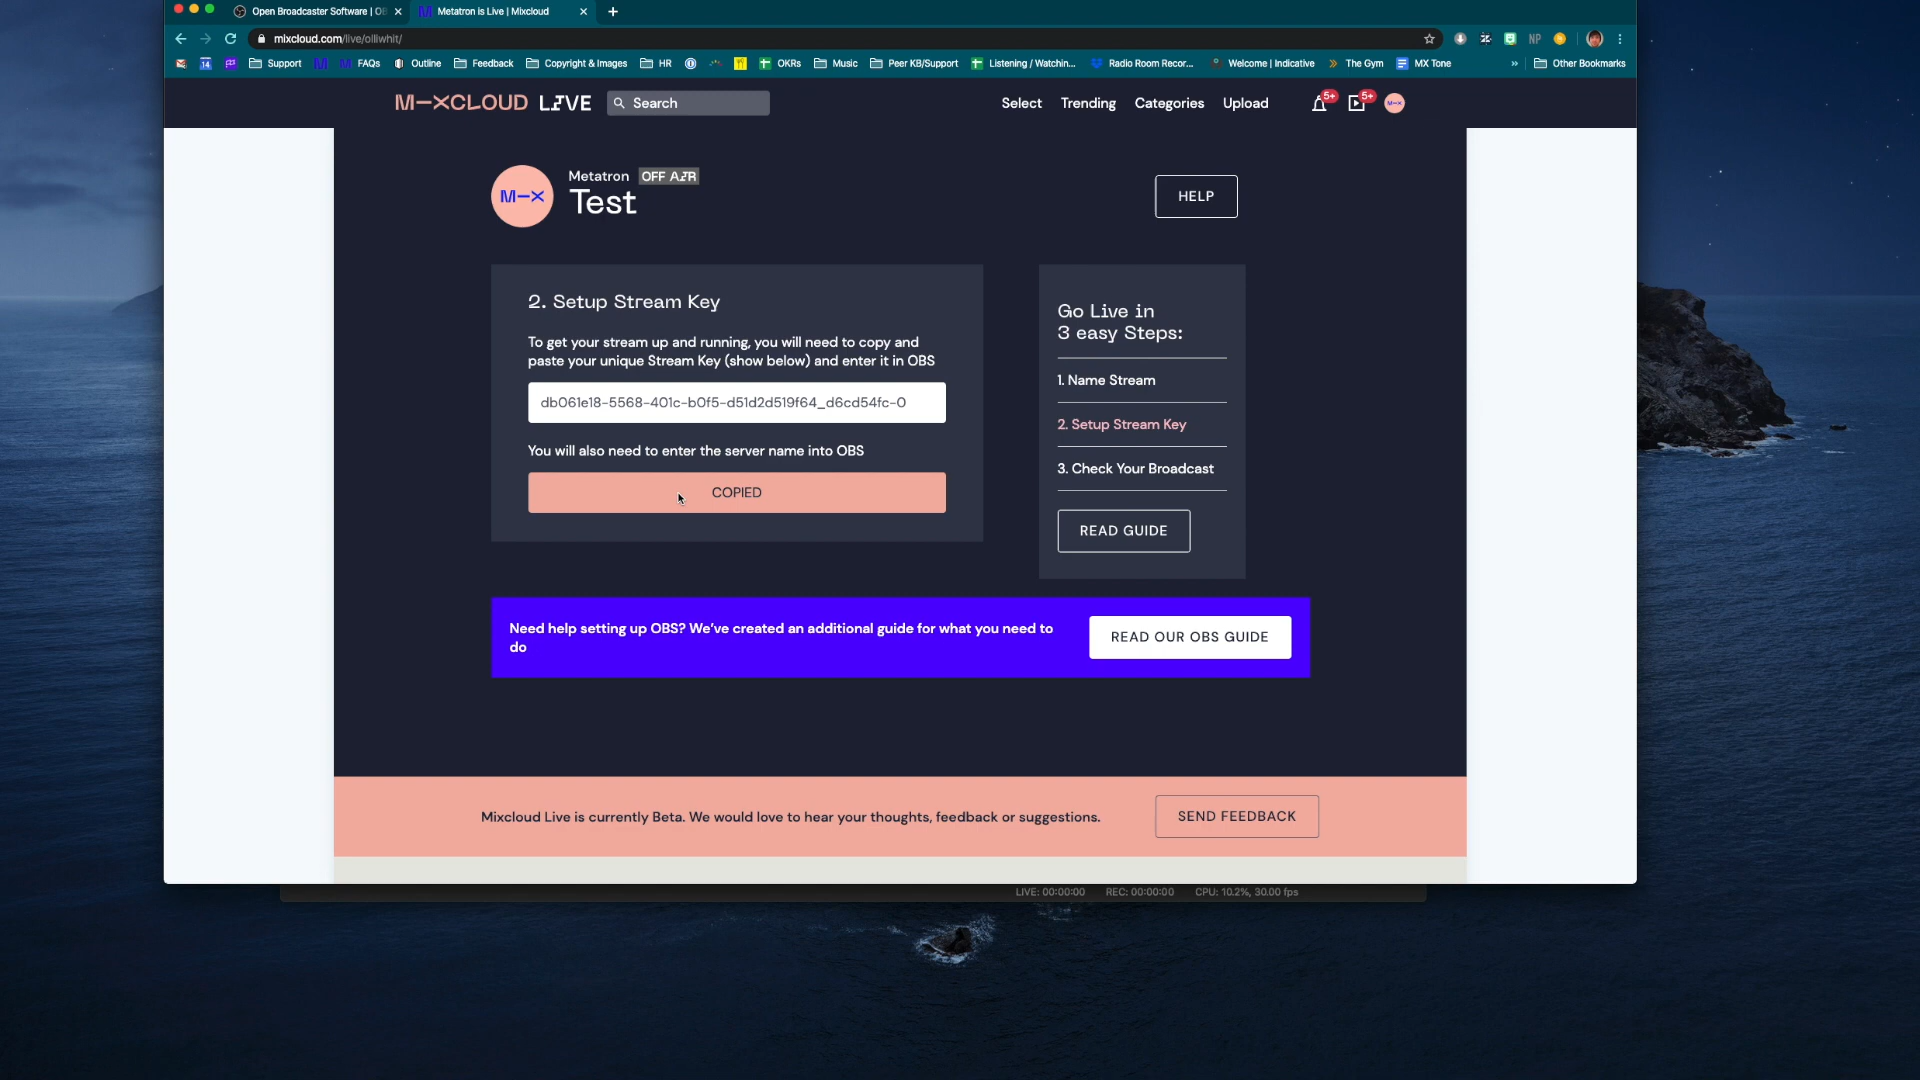 Open Broadcaster Software | OB
Metatron is Live | Mixcloud
mixcloud.com/live/olliwhit/
NP
14
Support
FAQs
Outline
Feedback
Copyright & Images
HR
OKRs
Music
Peer KB/Support
Listening / Watchin...
Radio Room Recor...
Welcome | Indicative
The Gym
MX Tone
»
Other Bookmarks
M-XCLOUD LIVE
Search
Select
Trending
Categories
Upload
5+
5+
M-X
M-X
Metatron OFF AIR
Test
HELP
2. Setup Stream Key
To get your stream up and running, you will need to copy and
paste your unique Stream Key (show below) and enter it in OBS
db061e18-5568-401c-b0f5-d51d2d519f64_d6cd54fc-0
You will also need to enter the server name into OBS
COPIED
Go Live in
3 easy Steps:
1. Name Stream
2. Setup Stream Key
3. Check Your Broadcast
READ GUIDE
Need help setting up OBS? We've created an additional guide for what you need to
do
READ OUR OBS GUIDE
Mixcloud Live is currently Beta. We would love to hear your thoughts, feedback or suggestions.
SEND FEEDBACK
LIVE: 00:00:00
REC: 00:00:00
CPU: 10.2%, 30.00 fps